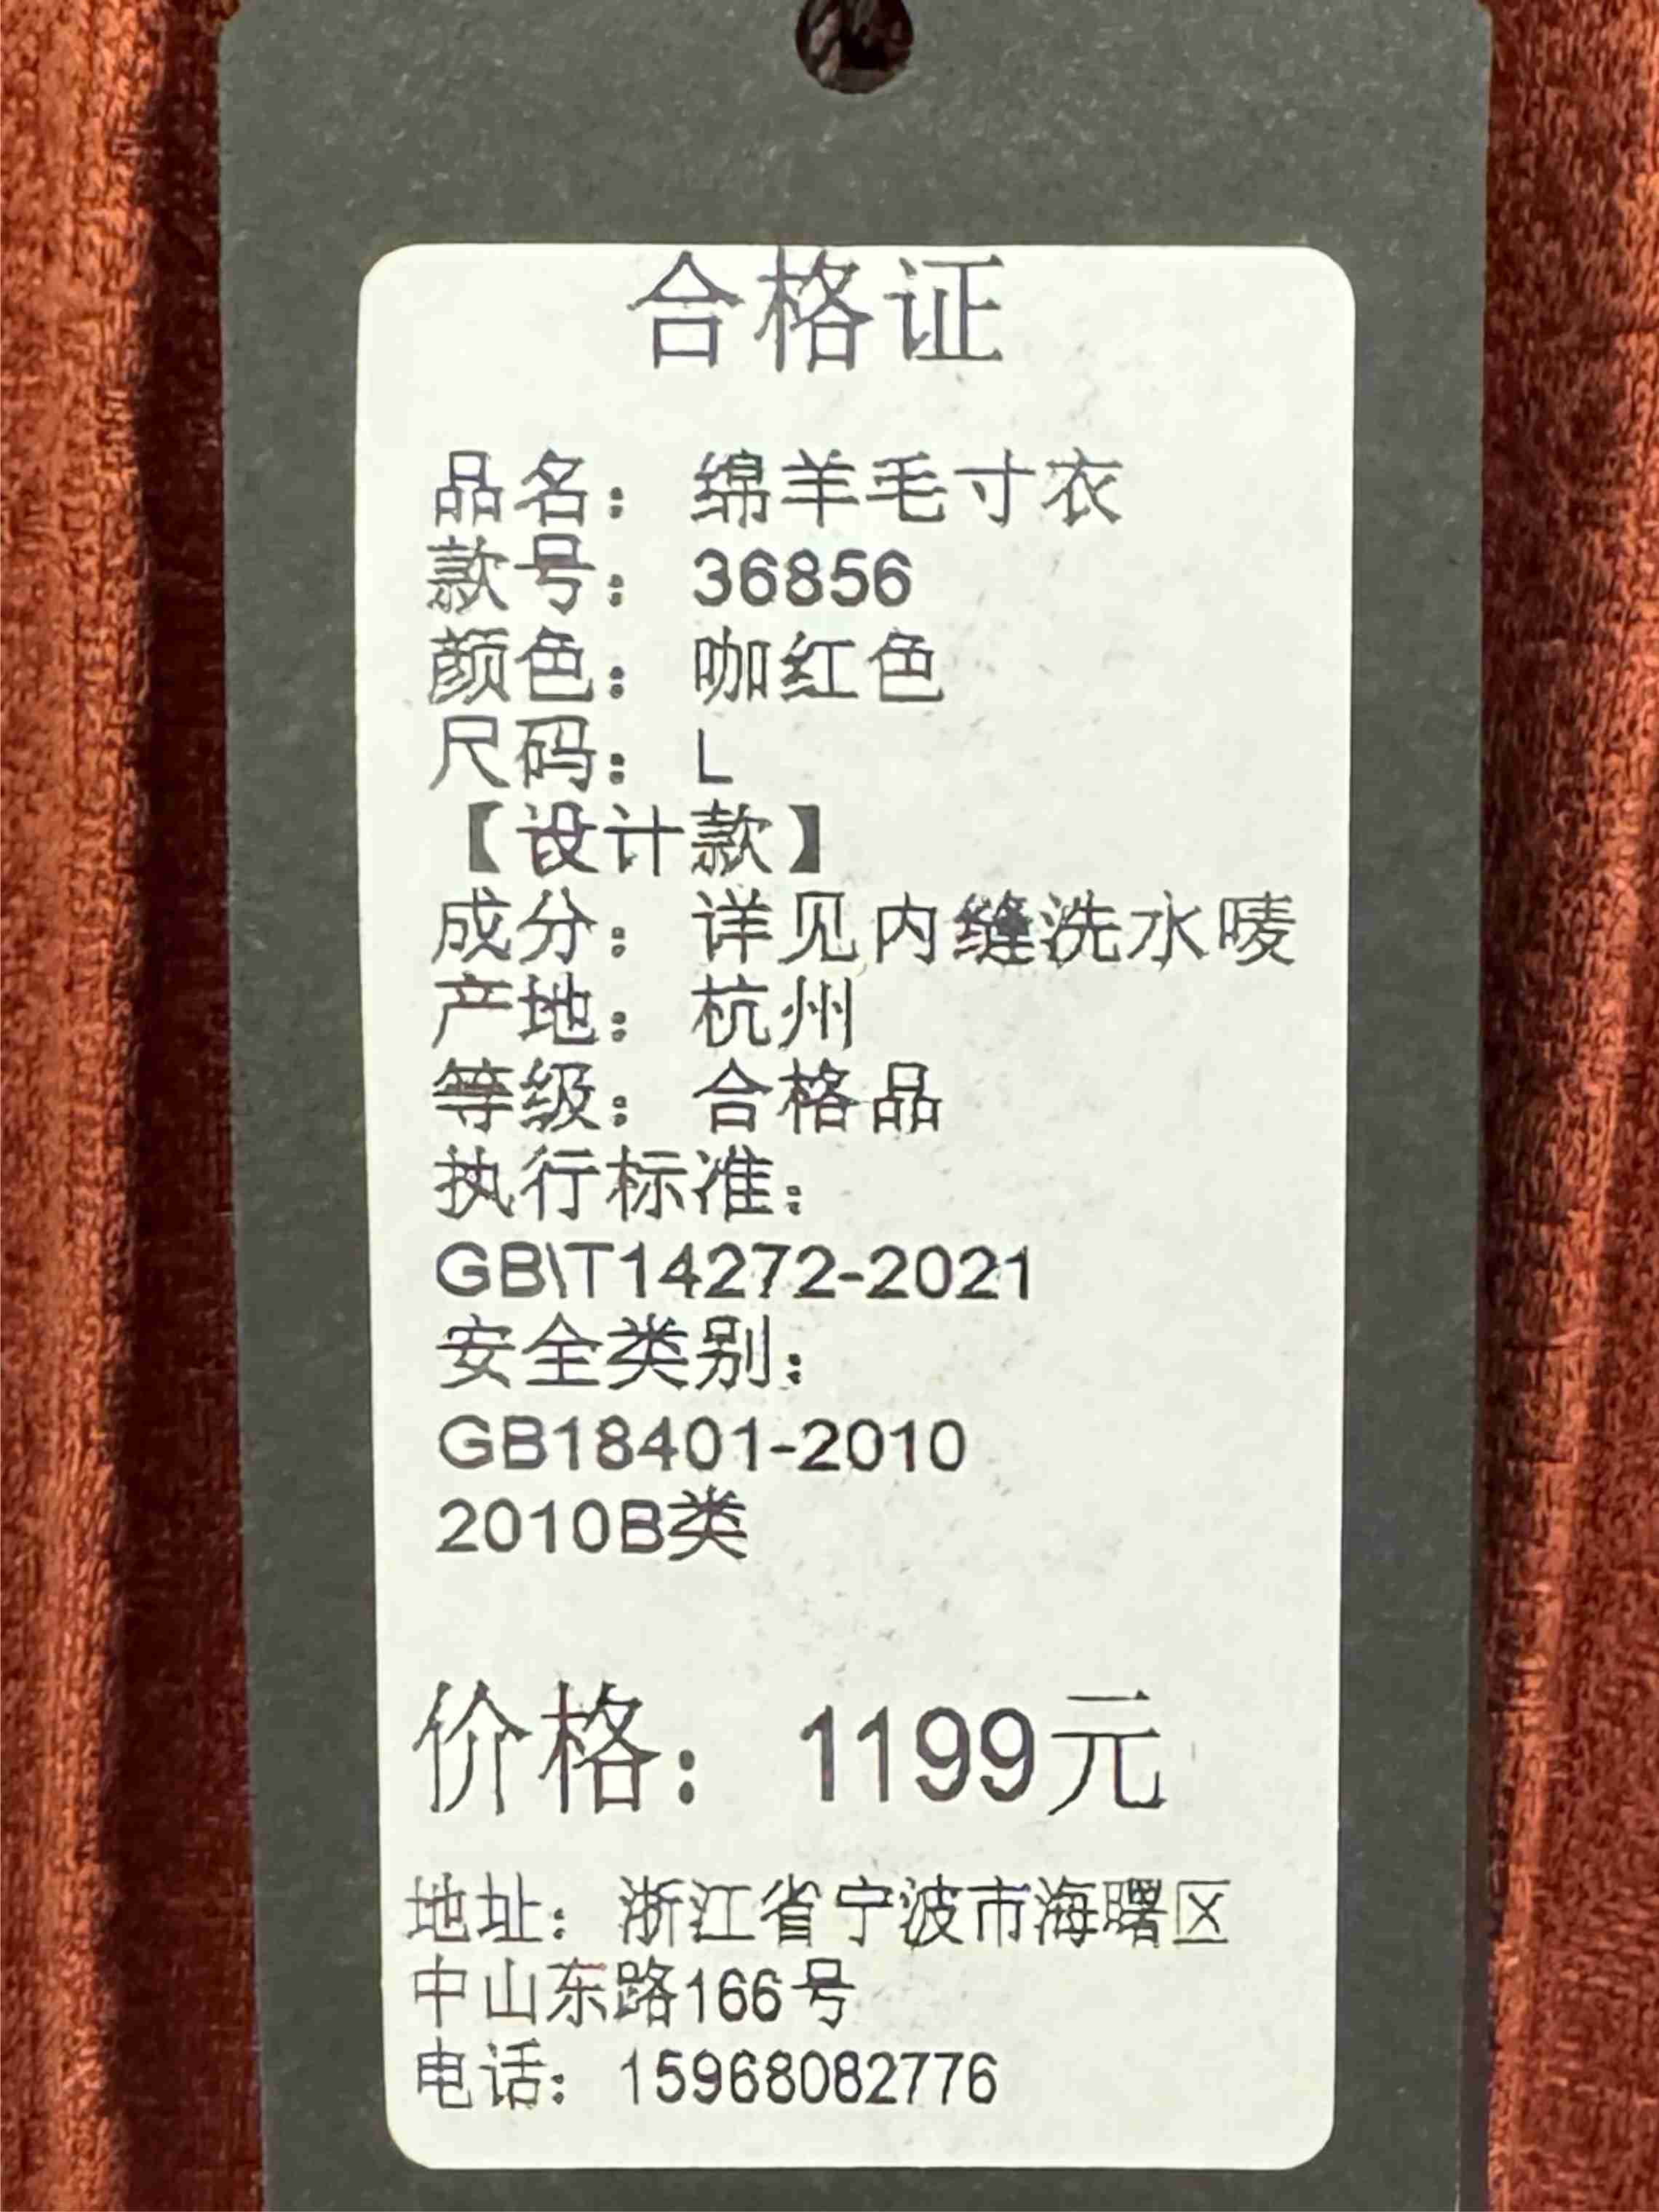 合格证
品名： 绵羊毛寸衣
款号： 36856
颜色： 咖红色
尺码： L
【设计款】
成分： 详见内缝洗水唛
产地： 杭州
等级： 合格品
执行标准：
GB\T14272-2021
安全类别：
GB18401-2010
2010B类
价格： 1199元
地址： 浙江省宁波市海曙区
中山东路166号
电话： 15968082776